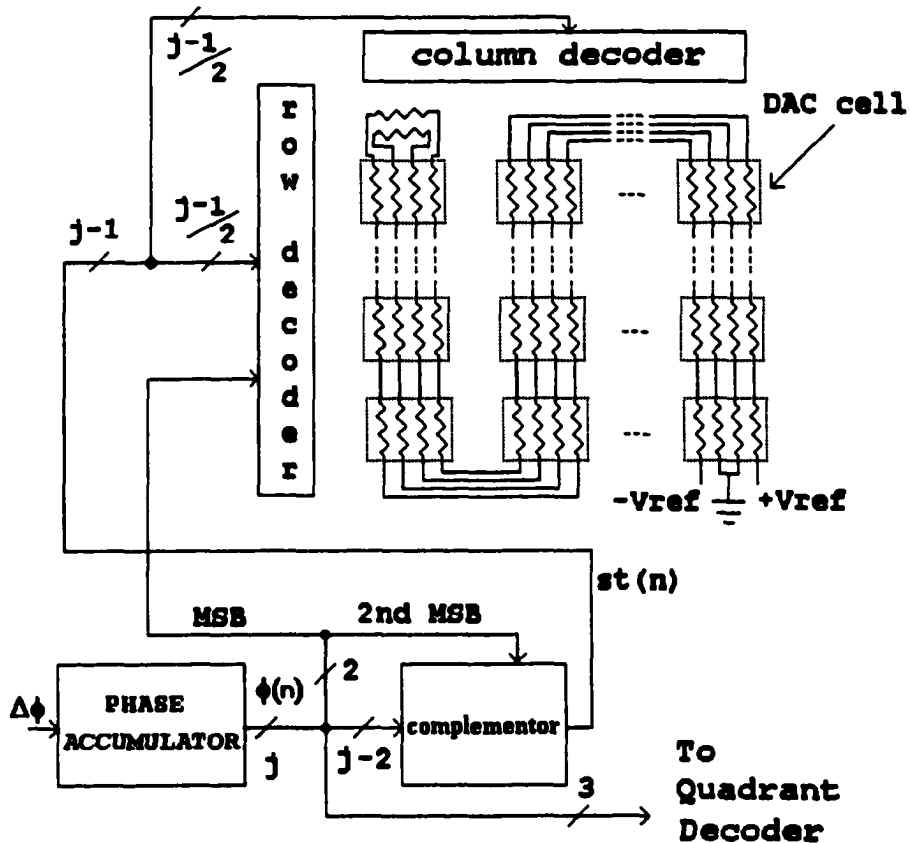 j-1/2
column decoder
row decoder
DAC cell
j-1
j-1/2
---
---
---
-Vref
+Vref
st(n)
MSB
2nd MSB
2
Δϕ
PHASE
ACCUMULATOR
ϕ(n)
j
j-2
complementor
3
To
Quadrant
Decoder